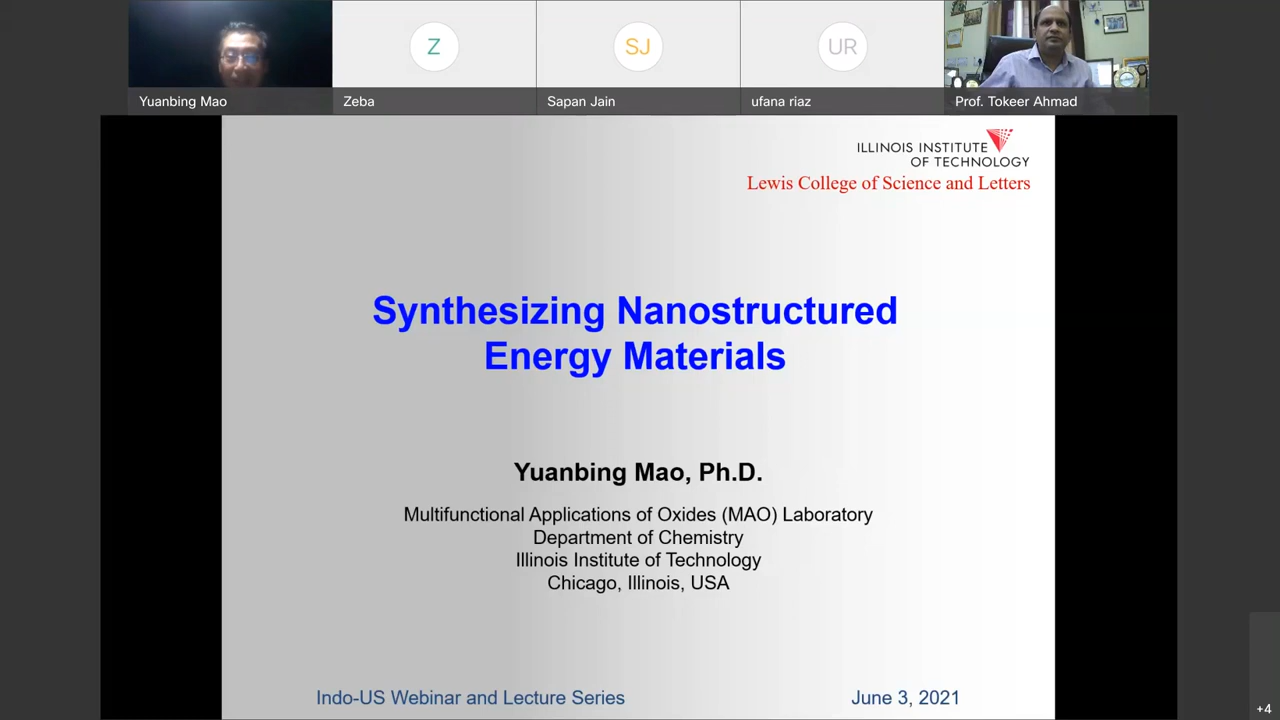 Z
SJ
UR
Yuanbing Mao
Zeba
Sapan Jain
ufana riaz
Prof. Tokeer Ahmad
ILLINOIS INSTITUTE
OF TECHNOLOGY
Lewis College of Science and Letters
Synthesizing Nanostructured
Energy Materials
Yuanbing Mao, Ph.D.
Multifunctional Applications of Oxides (MAO) Laboratory
Department of Chemistry
Illinois Institute of Technology
Chicago, Illinois, USA
Indo-US Webinar and Lecture Series
June 3, 2021
+4